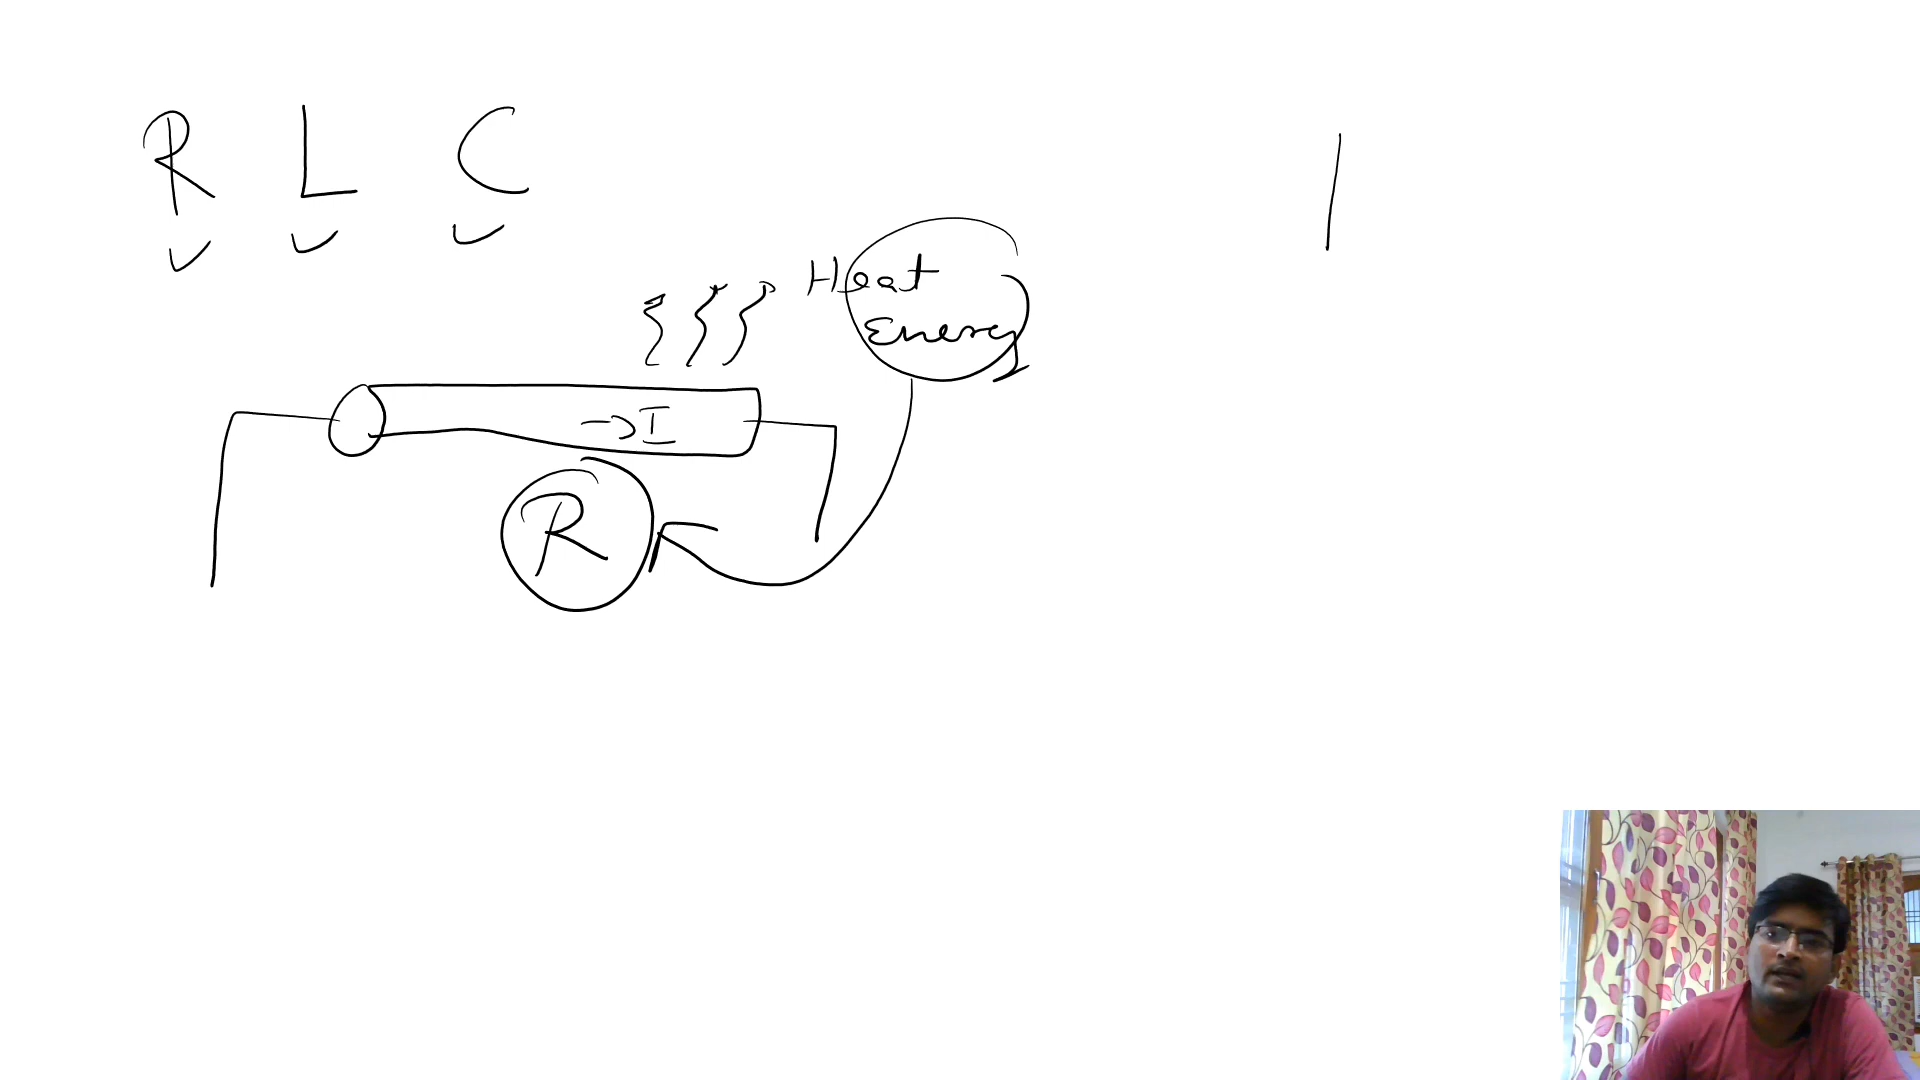 R L C
Heat
Energy
→I
R